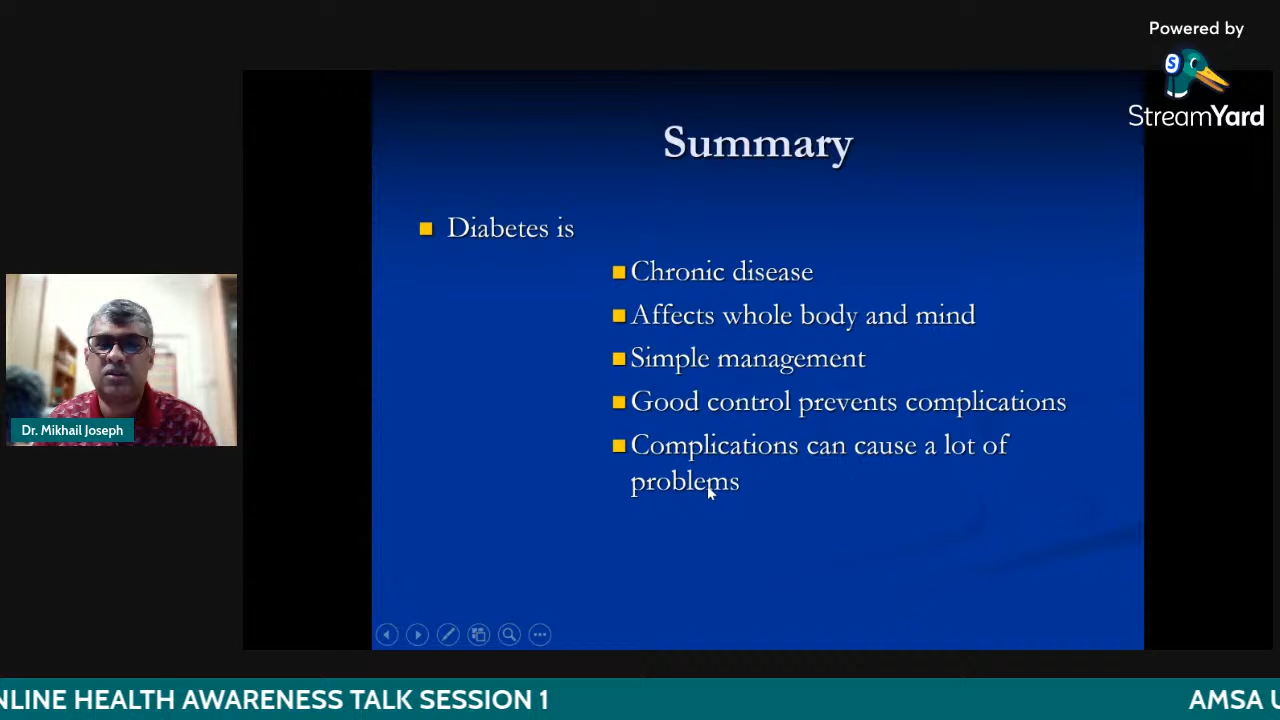 Powered by
StreamYard
Summary
Diabetes is
Chronic disease
Affects whole body and mind
Simple management
Good control prevents complications
Complications can cause a lot of
problems
Dr. Mikhail Joseph
NLINE HEALTH AWARENESS TALK SESSION 1
AMSA U